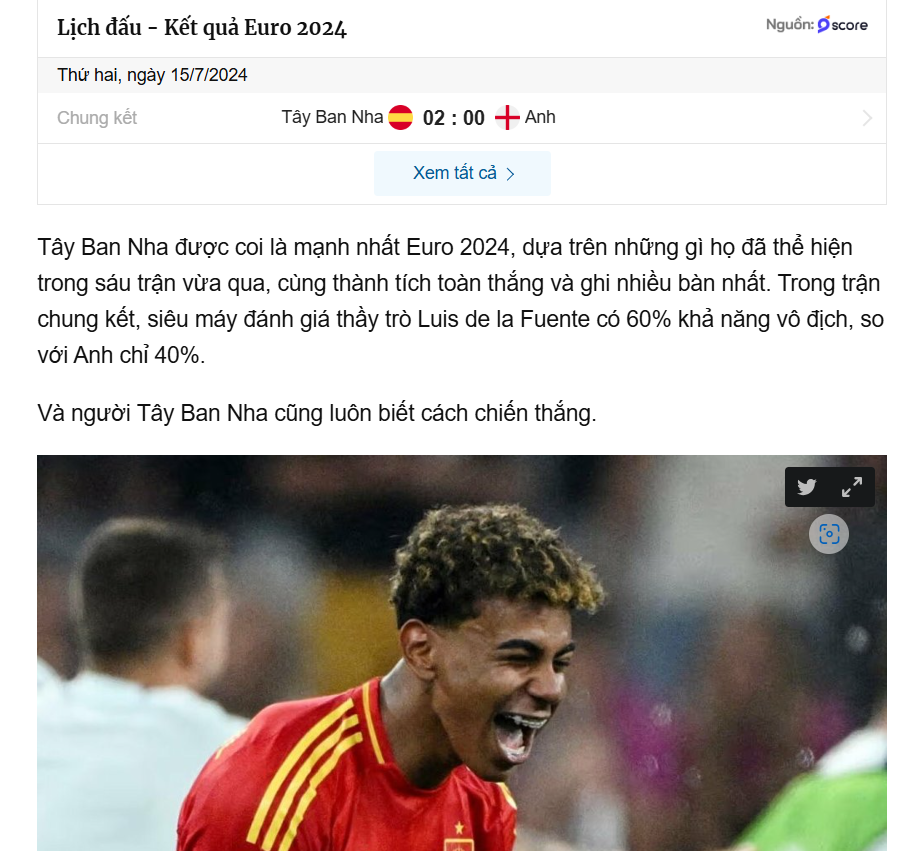 Lịch đấu - Kết quả Euro 2024
Nguồn: score
Thứ hai, ngày 15/7/2024
Chung kết Tây Ban Nha 02 : 00 Anh
Xem tất cả
Tây Ban Nha được coi là mạnh nhất Euro 2024, dựa trên những gì họ đã thể hiện
trong sáu trận vừa qua, cùng thành tích toàn thắng và ghi nhiều bàn nhất. Trong trận
chung kết, siêu máy đánh giá thầy trò Luis de la Fuente có 60% khả năng vô địch, so
với Anh chỉ 40%.
Và người Tây Ban Nha cũng luôn biết cách chiến thắng.